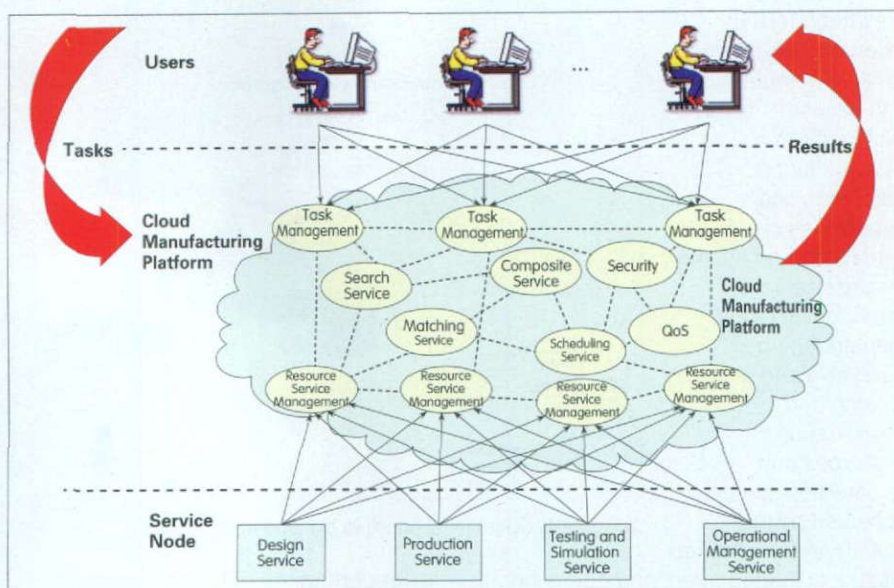 Users
...
Tasks
Results
Cloud
Manufacturing
Platform
Task
Management
Task
Management
Task
Management
Search
Service
Composite
Service
Security
Cloud
Manufacturing
Platform
Matching
Service
Scheduling
Service
QoS
Resource
Service
Management
Resource
Service
Management
Resource
Service
Management
Resource
Service
Management
Service
Node
Design
Service
Production
Service
Testing and
Simulation
Service
Operational
Management
Service